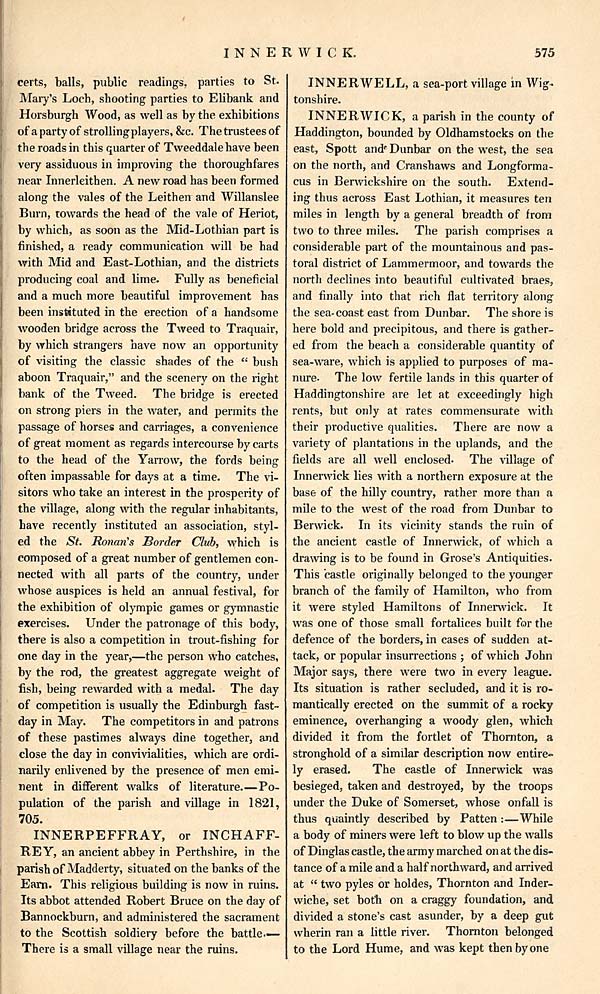 INNERWICK. 575
certs, balls, public readings, parties to St.
Mary's Loch, shooting parties to Elibank and
Horsburgh Wood, as well as by the exhibitions
of a party of strolling players, &c. The trustees of
the roads in this quarter of Tweeddale have been
very assiduous in improving the thoroughfares
near Innerleithen. A new road has been formed
along the vales of the Leithen and Willanslee
Burn, towards the head of the vale of Heriot,
by which, as soon as the Mid-Lothian part is
finished, a ready communication will be had
with Mid and East-Lothian, and the districts
producing coal and lime. Fully as beneficial
and a much more beautiful improvement has
been instituted in the erection of a handsome
wooden bridge across the Tweed to Traquair,
by which strangers have now an opportunity
of visiting the classic shades of the “ bush
aboon Traquair,” and the scenery on the right
bank of the Tweed. The bridge is erected
on strong piers in the water, and permits the
passage of horses and carriages, a convenience
of great moment as regards intercourse by carts
to the head of the Yarrow, the fords being
often impassable for days at a time. The vi-
sitors who take an interest in the prosperity of
the village, along with the regular inhabitants,
have recently instituted an association, styl-
ed the St. Ronan's Border Club, which is
composed of a great number of gentlemen con-
nected with all parts of the country, under
whose auspices is held an annual festival, for
the exhibition of olympic games or gymnastic
exercises. Under the patronage of this body,
there is also a competition in trout-fishing for
one day in the year,—the person who catches,
by the rod, the greatest aggregate weight of
fish, being rewarded with a medal. The day
of competition is usually the Edinburgh fast-
day in May. The competitors in and patrons
of these pastimes always dine together, and
close the day in convivialities, which are ordi-
narily enlivened by the presence of men emi-
nent in different walks of literature.—Po-
pulation of the parish and village in 1821,
705.
INNERPEFFRAY, or INCHAFF-
REY, an ancient abbey in Perthshire, in the
parish of Madderty, situated on the banks of the
Earn. This religious building is now in ruins.
Its abbot attended Robert Bruce on the day of
Bannockburn, and administered the sacrament
to the Scottish soldiery before the battle.—
There is a small village near the ruins.
INNERWELL, a sea-port village in Wig-
tonshire.
INNERWICK, a parish in the county of
Haddington, bounded by Oldhamstocks on the
east, Spott and Dunbar on the west, the sea
on the north, and Cranshaws and Longforma-
cus in Berwickshire on the south. Extend-
ing thus across East Lothian, it measures ten
miles in length by a general breadth of from
two to three miles. The parish comprises a
considerable part of the mountainous and pas-
toral district of Lammermoor, and towards the
north declines into beautiful cultivated braes,
and finally into that rich flat territory along
the sea-coast east from Dunbar. The shore is
here bold and precipitous, and there is gather-
ed from the beach a considerable quantity of
sea-ware, which is applied to purposes of ma-
nure. The low fertile lands in this quarter of
Haddingtonshire are let at exceedingly high
rents, but only at rates commensurate with
their productive qualities. There are now a
variety of plantations in the uplands, and the
fields are all well enclosed. The village of
Innerwick lies with a northern exposure at the
base of the hilly country, rather more than a
mile to the west of the road from Dunbar to
Berwick. In its vicinity stands the ruin of
the ancient castle of Innerwick, of which a
drawing is to be found in Grose's Antiquities.
This castle originally belonged to the younger
branch of the family of Hamilton, who from
it were styled Hamiltons of Innerwick. It
was one of those small fortalices built for the
defence of the borders, in cases of sudden at-
tack, or popular insurrections ; of which John
Major says, there were two in every league.
Its situation is rather secluded, and it is ro-
mantically erected on the summit of a rocky
eminence, overhanging a woody glen, which
divided it from the fortlet of Thornton, a
stronghold of a similar description now entire-
ly erased. The castle of Innerwick was
besieged, taken and destroyed, by the troops
under the Duke of Somerset, whose onfall is
thus quaintly described by Patten :—While
a body of miners were left to blow up the walls
of Dinglas castle, the army marched on at the dis-
tance of a mile and a half northward, and arrived
at “ two pyles or holdes, Thornton and Inder-
wiche, set both on a craggy foundation, and
divided a stone's cast asunder, by a deep gut
wherin ran a little river. Thornton belonged
to the Lord Hume, and was kept then by one